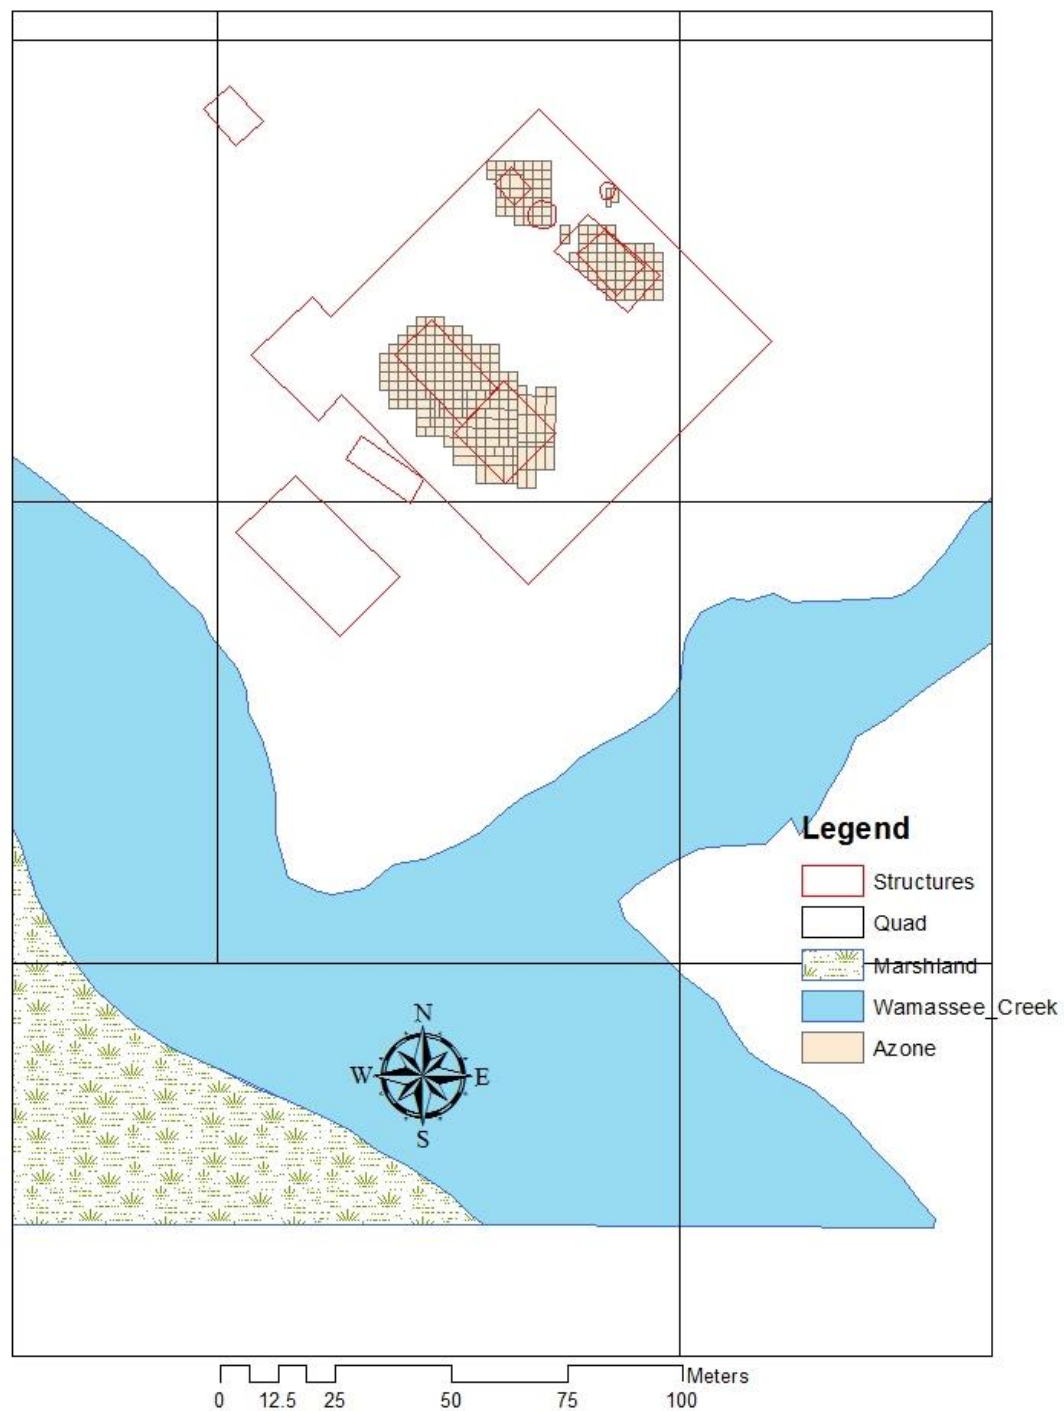 Legend
Structures
Quad
Marshland
Wamassee_Creek
Azone
N
W E
S
Meters
0 12.5 25 50 75 100